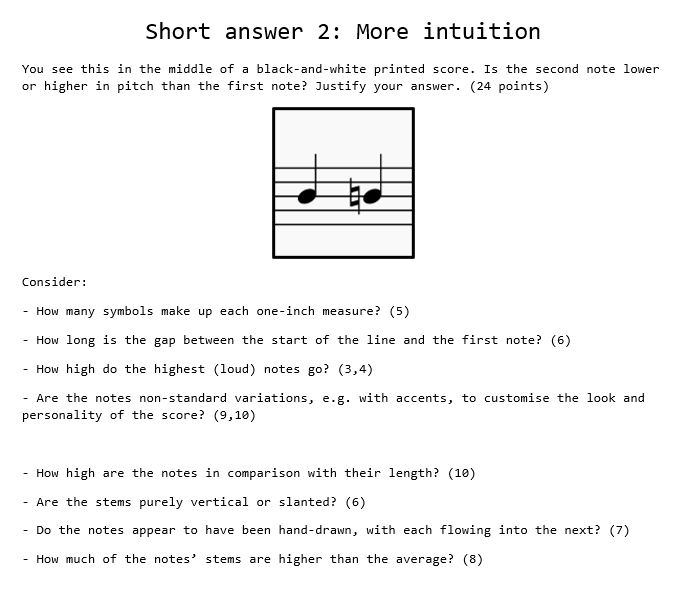 Short answer 2: More intuition
You see this in the middle of a black-and-white printed score. Is the second note lower
or higher in pitch than the first note? Justify your answer. (24 points)
Consider:
- How many symbols make up each one-inch measure? (5)
- How long is the gap between the start of the line and the first note? (6)
- How high do the highest (loud) notes go? (3,4)
- Are the notes non-standard variations, e.g. with accents, to customise the look and
personality of the score? (9,10)
- How high are the notes in comparison with their length? (10)
- Are the stems purely vertical or slanted? (6)
- Do the notes appear to have been hand-drawn, with each flowing into the next? (7)
- How much of the notes’ stems are higher than the average? (8)